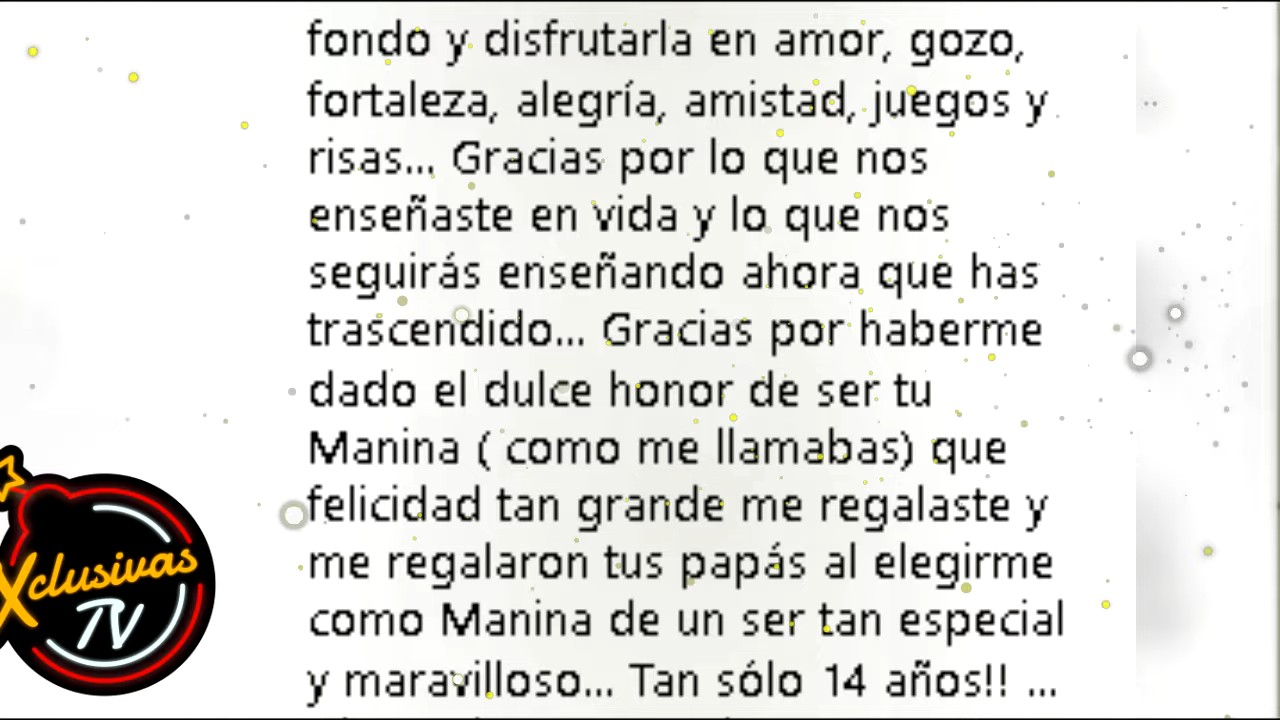 fondo y disfrutarla en amor, gozo,
fortaleza, alegría, amistad, juegos y
risas... Gracias por lo que nos
enseñaste en vida y lo que nos
seguirás enseñando ahora que has
trascendido... Gracias por haberme
dado el dulce honor de ser tu
Manina ( como me llamabas) que
felicidad tan grande me regalaste y
me regalaron tus papás al elegirme
como Manina de un ser tan especial
y maravilloso... Tan sólo 14 años!! ...
Xclusivas
TV